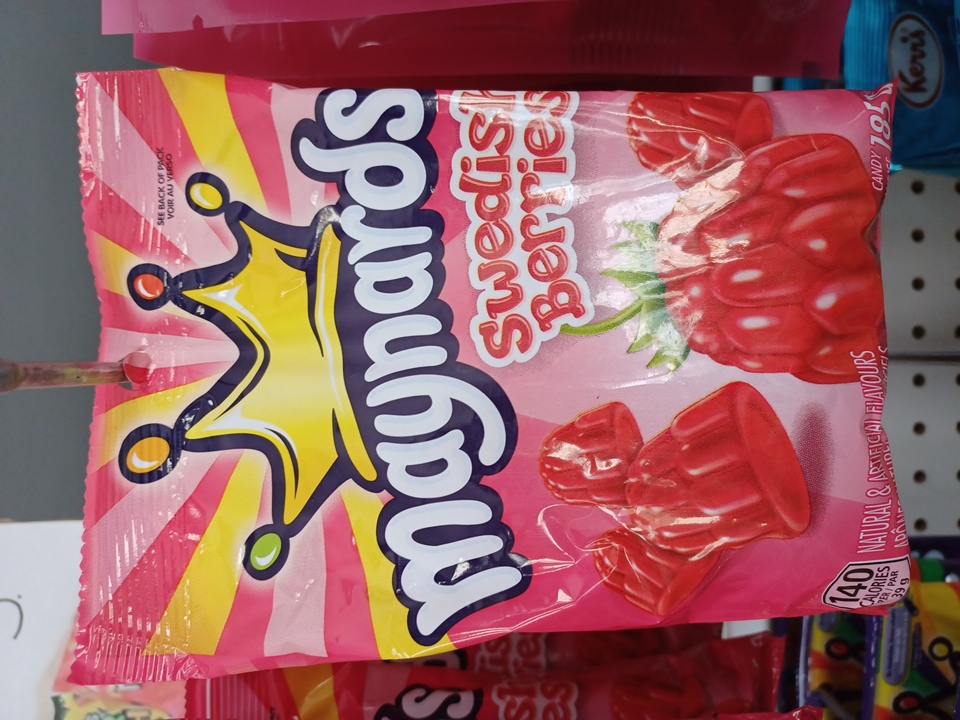 SEE BACK OF PACK
VOIR AU VERSO
maynards
Swedish
Berries
CANDY 185 g
NATURAL & ARTIFICIAL FLAVOURS
140
CALORIES
PER / PAR
39 g
Kerr's